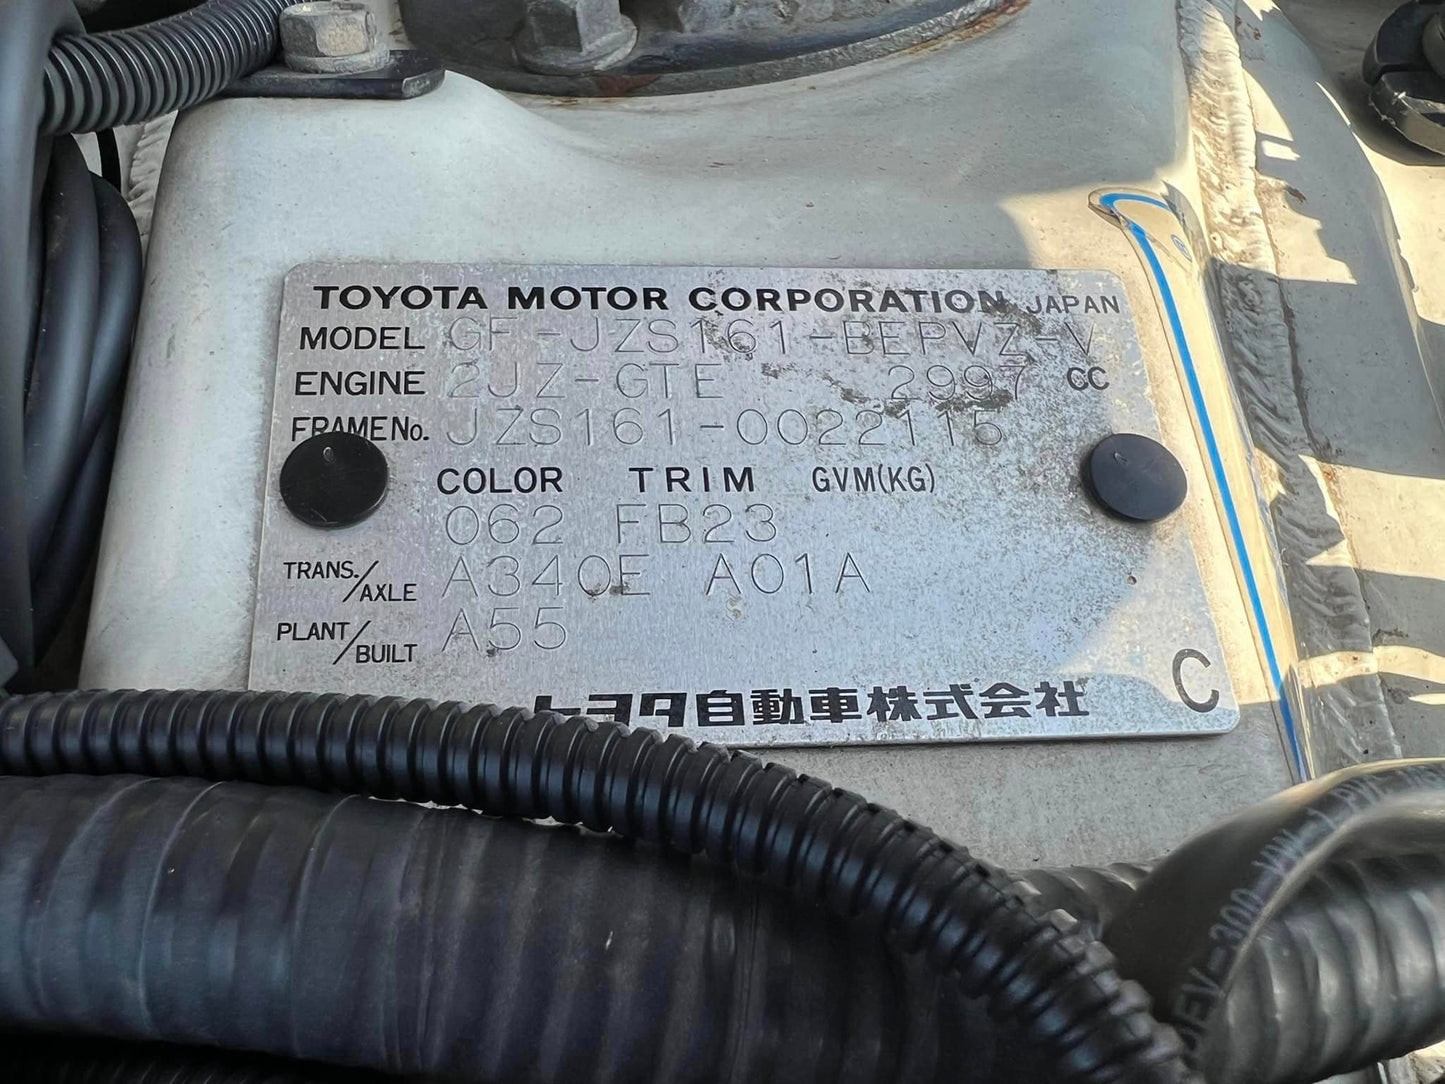 TOYOTA MOTOR CORPORATION JAPAN
MODEL GF-JZS161-BEPVZ-V
ENGINE 2JZ-GTE 2997 CC
FRAME No. JZS161-0022115
COLOR TRIM GVM(KG)
062 FB23
TRANS./AXLE A340E A01A
PLANT/BUILT A55
トヨタ自動車株式会社 C